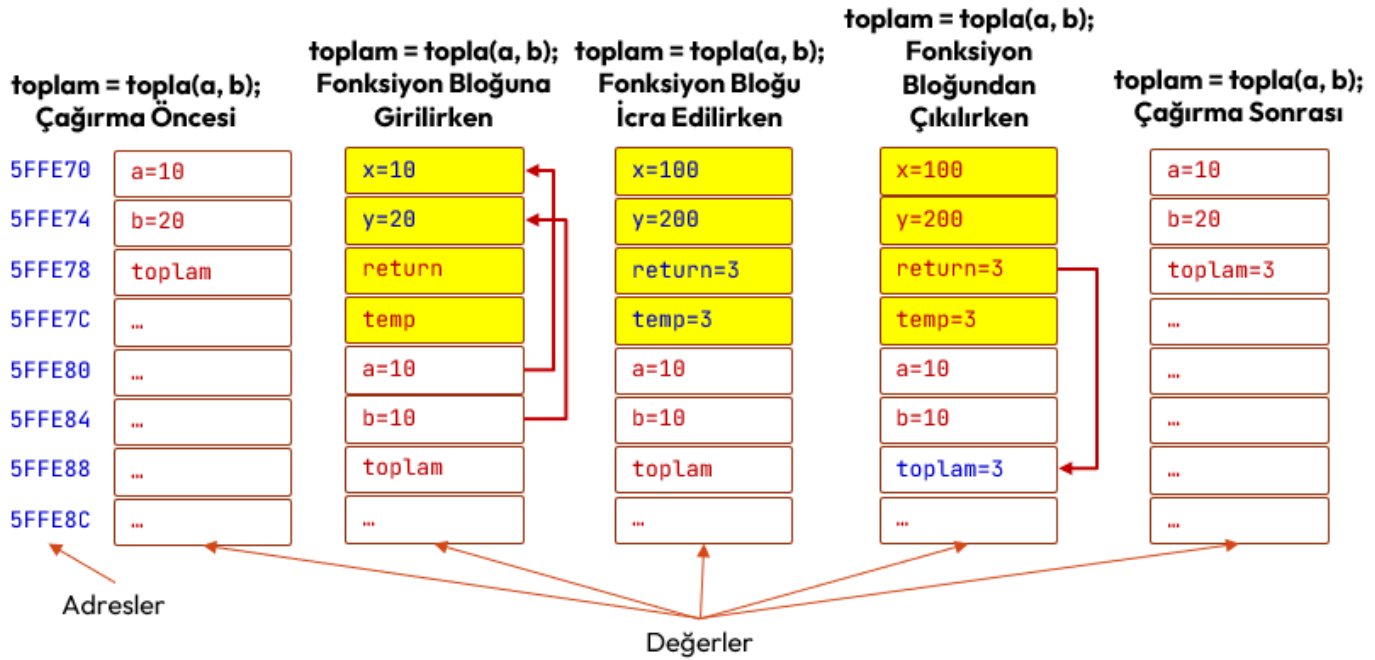 toplam = topla(a, b);
Çağırma Öncesi
toplam = topla(a, b);
Fonksiyon Bloğuna
Girilirken
toplam = topla(a, b);
Fonksiyon Bloğu
İcra Edilirken
toplam = topla(a, b);
Fonksiyon
Bloğundan
Çıkılırken
toplam = topla(a, b);
Çağırma Sonrası
5FFE70 a=10 x=10 x=100 x=100 a=10
5FFE74 b=20 y=20 y=200 y=200 b=20
5FFE78 toplam return return=3 return=3 toplam=3
5FFE7C … temp temp=3 temp=3 …
5FFE80 … a=10 a=10 a=10 …
5FFE84 … b=10 b=10 b=10 …
5FFE88 … toplam toplam toplam=3 …
5FFE8C … … … … …
Adresler
Değerler